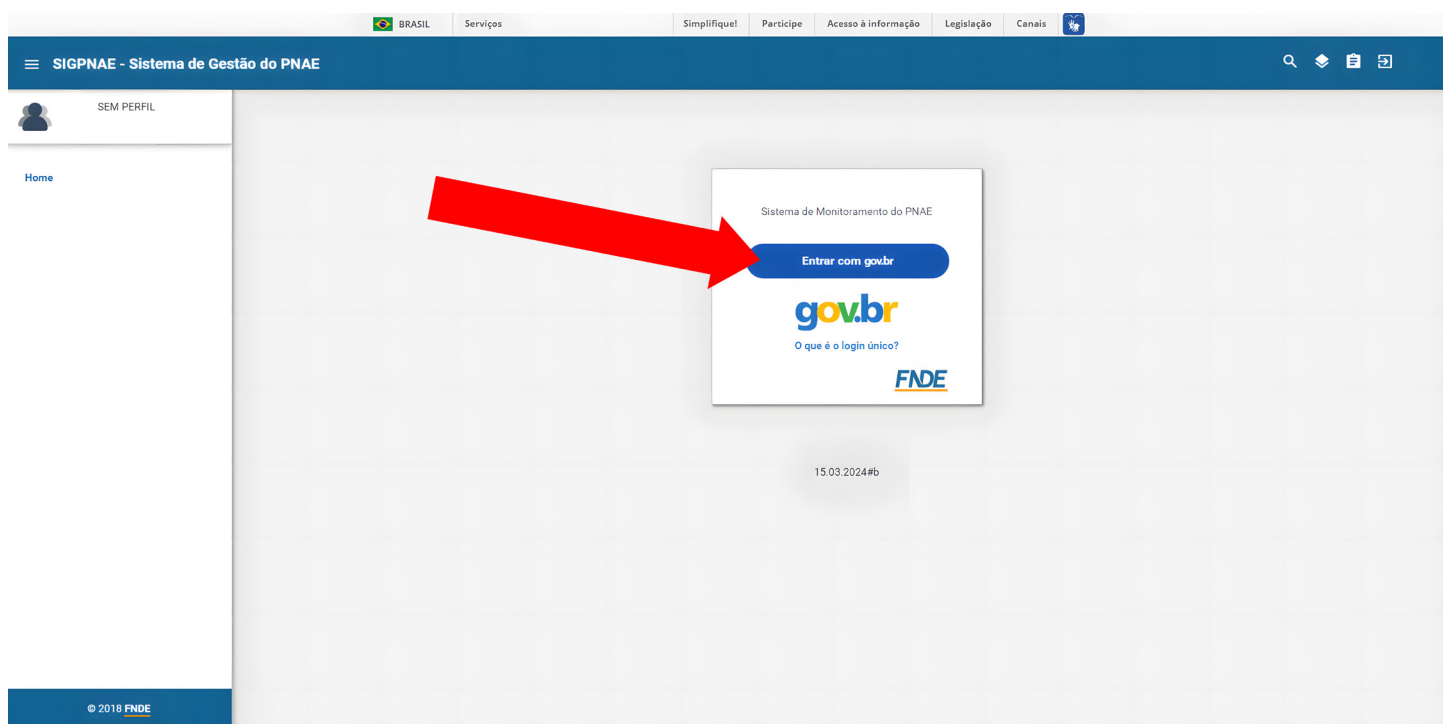 BRASIL Serviços Simplifique! Participe Acesso à informação Legislação Canais
SIGPNAE - Sistema de Gestão do PNAE
SEM PERFIL
Home
Sistema de Monitoramento do PNAE
Entrar com gov.br
gov.br
O que é o login único?
FNDE
15.03.2024#b
© 2018 FNDE